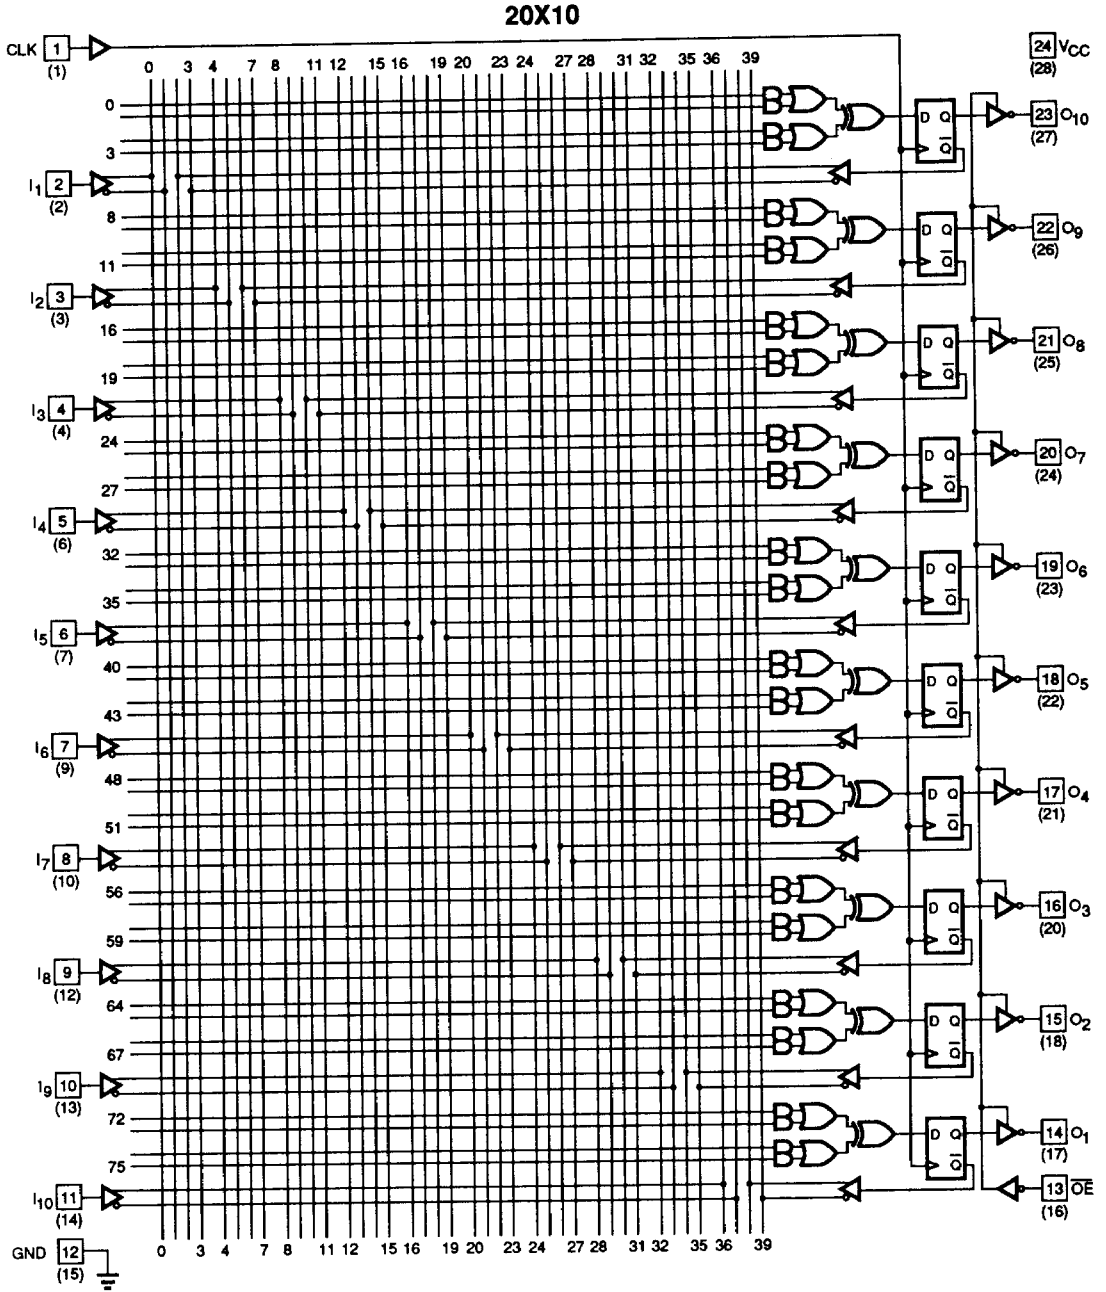 20X10
CLK 1
(1)
24 VCC
(28)
0 3 4 7 8 11 12 15 16 19 20 23 24 27 28 31 32 35 36 39
0
D Q
Q̅
23 O10
(27)
3
I1 2
(2)
8
D Q
Q̅
22 O9
(26)
11
I2 3
(3)
16
D Q
Q̅
21 O8
(25)
19
I3 4
(4)
24
D Q
Q̅
20 O7
(24)
27
I4 5
(6)
32
D Q
Q̅
19 O6
(23)
35
I5 6
(7)
40
D Q
Q̅
18 O5
(22)
43
I6 7
(9)
48
D Q
Q̅
17 O4
(21)
51
I7 8
(10)
56
D Q
Q̅
16 O3
(20)
59
I8 9
(12)
64
D Q
Q̅
15 O2
(18)
67
I9 10
(13)
72
D Q
Q̅
14 O1
(17)
75
I10 11
(14)
13 O̅E̅
(16)
GND 12
(15)
0 3 4 7 8 11 12 15 16 19 20 23 24 27 28 31 32 35 36 39